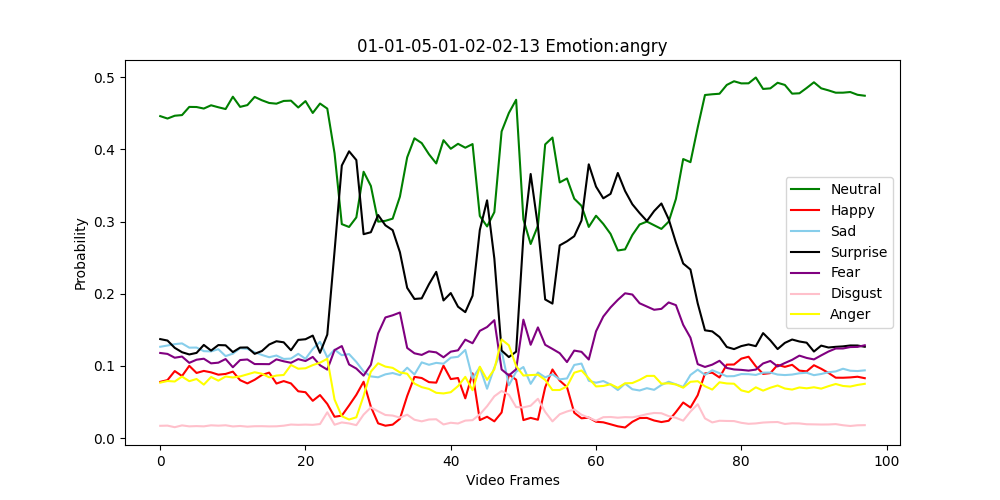 01-01-05-01-02-02-13 Emotion:angry
Probability
0.5
0.4
0.3
0.2
0.1
0.0
Neutral
Happy
Sad
Surprise
Fear
Disgust
Anger
0 20 40 60 80 100
Video Frames